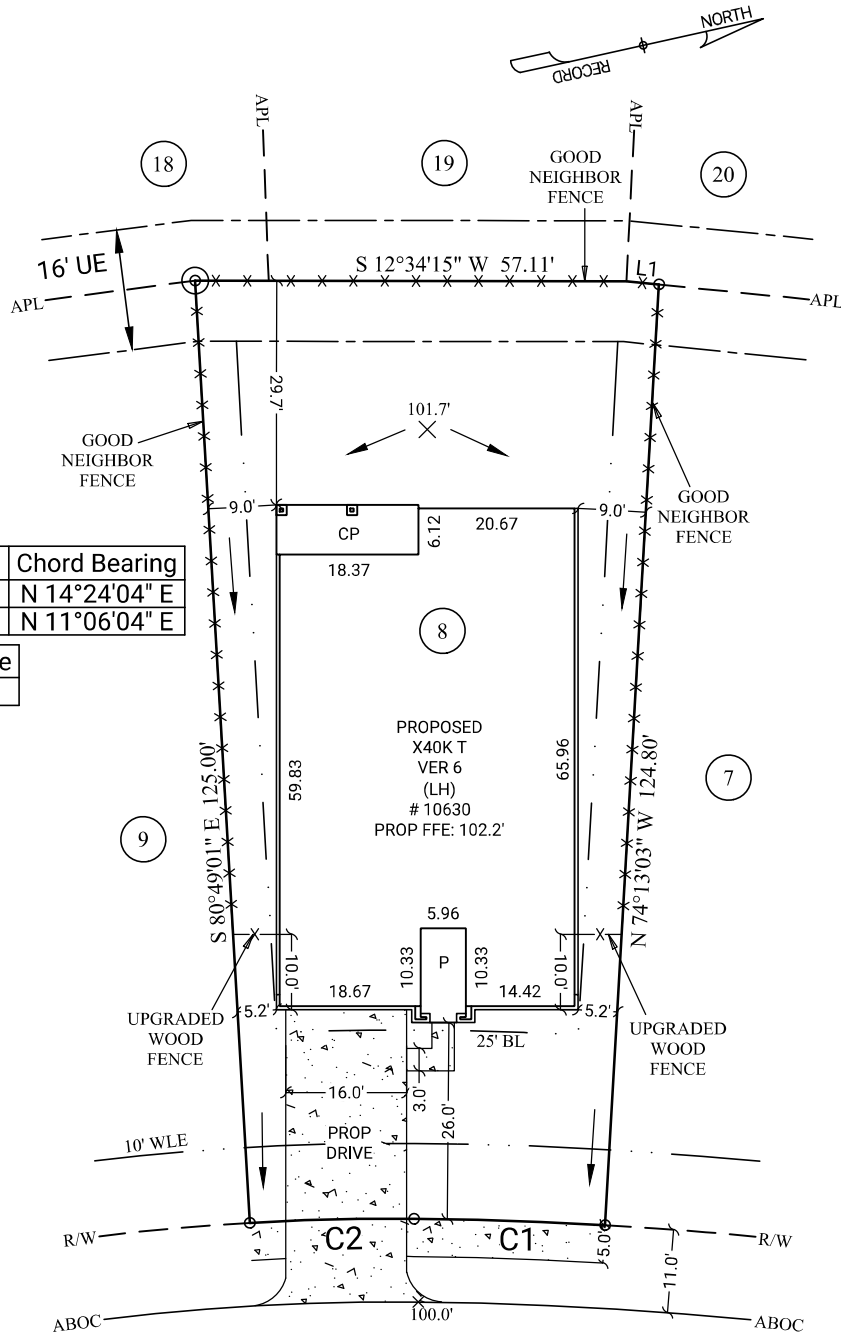 NORTH
RECORD
APL
APL
18
19
20
GOOD
NEIGHBOR
FENCE
16' UE
S 12°34'15" W 57.11'
L1
APL
APL
29.7'
101.7'
GOOD
NEIGHBOR
FENCE
GOOD
NEIGHBOR
FENCE
9.0'
CP
6.12
20.67
9.0'
18.37
Chord Bearing
N 14°24'04" E
N 11°06'04" E
e
8
PROPOSED
X40K T
VER 6
(LH)
# 10630
PROP FFE: 102.2'
59.83
65.96
S 80°49'01" E 125.00'
N 74°13'03" W 124.80'
9
7
5.96
10.33
P
10.33
10.0'
18.67
14.42
10.0'
5.2'
5.2'
UPGRADED
WOOD
FENCE
UPGRADED
WOOD
FENCE
25' BL
16.0'
3.0'
26.0'
PROP
DRIVE
10' WLE
R/W
C2
C1
5.0'
R/W
11.0'
ABOC
100.0'
ABOC